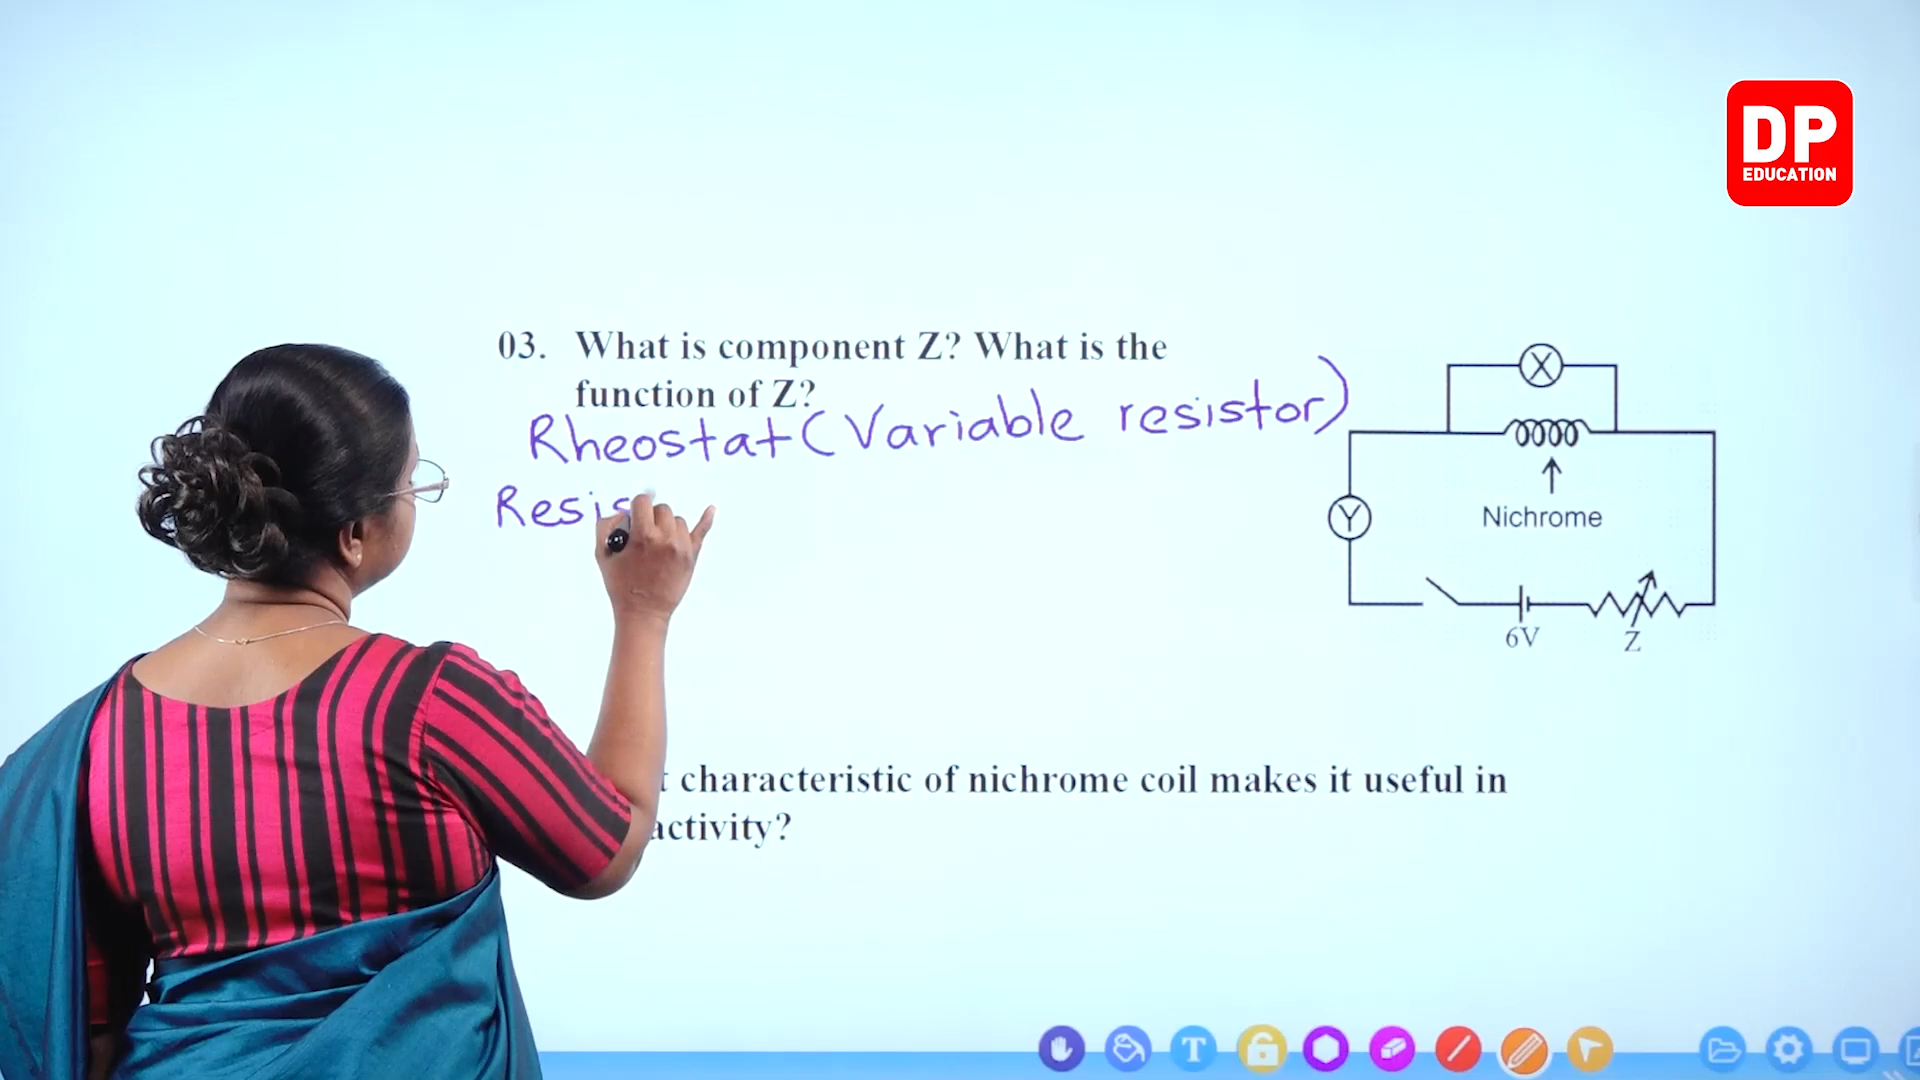 DP
EDUCATION
03. What is component Z? What is the
function of Z?
Rheostat (Variable resistor)
Resis
X
Y
Nichrome
6V
Z
characteristic of nichrome coil makes it useful in
activity?
T